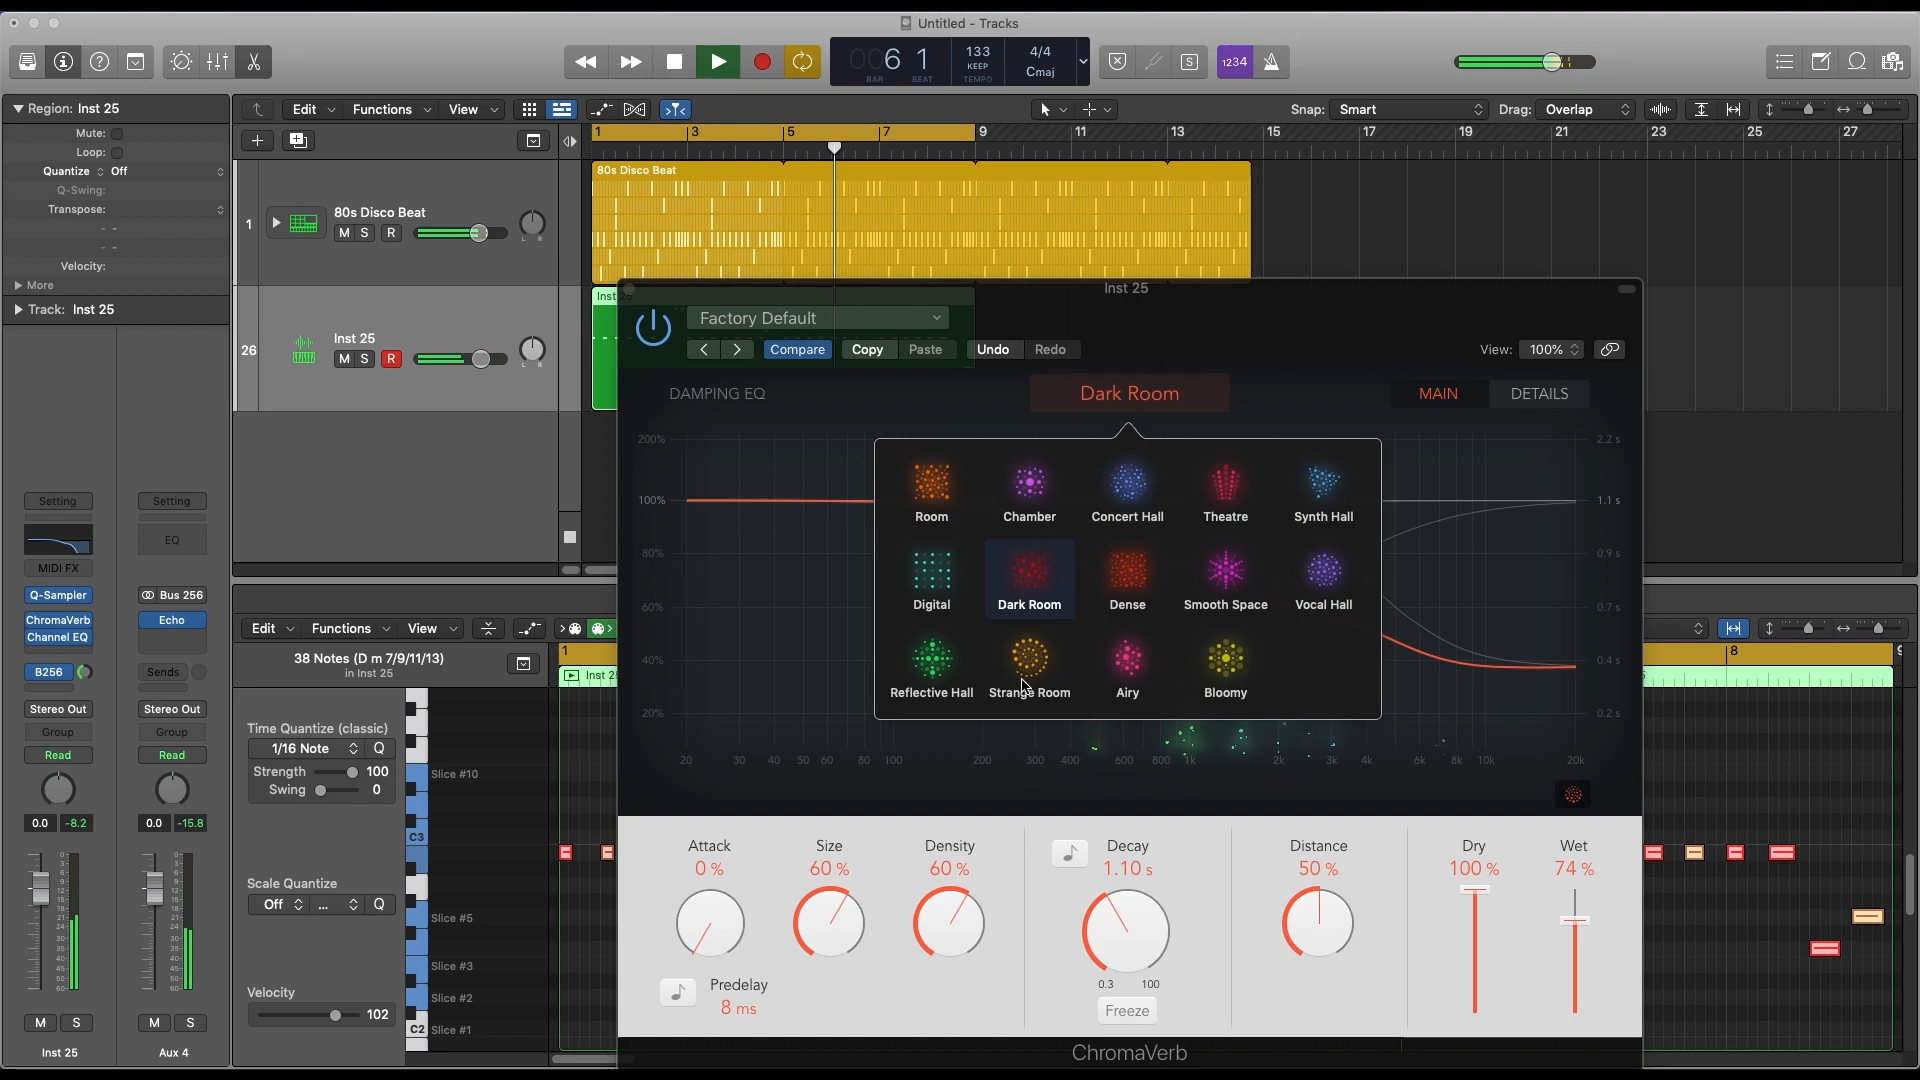 Untitled - Tracks
006 1
BAR BEAT
133
KEEP
TEMPO
4/4
Cmaj
S
1234
Region: Inst 25
Mute:
Loop:
Quantize Off
Q-Swing:
Transpose:
- -
- -
Velocity:
More
Track: Inst 25
Edit Functions View
Snap: Smart
Drag: Overlap
1 3 5 7 9 11 13 15 17 19 21 23 25 27
1
80s Disco Beat
M S R
L R
80s Disco Beat
26
Inst 25
M S R
L R
Inst 25
Factory Default
Compare Copy Paste Undo Redo
View: 100%
DAMPING EQ
Dark Room
MAIN DETAILS
200% 2.2 s
100% 1.1 s
80% 0.9 s
60% 0.7 s
40% 0.4 s
20% 0.2 s
Room Chamber Concert Hall Theatre Synth Hall
Digital Dark Room Dense Smooth Space Vocal Hall
Reflective Hall Strange Room Airy Bloomy
20 30 40 50 60 80 100 200 300 400 600 800 1k 2k 3k 4k 6k 8k 10k 20k
Attack
0 %
Size
60 %
Density
60 %
Decay
1.10 s
0.3 100
Freeze
Distance
50 %
Dry
100 %
Wet
74 %
Predelay
8 ms
ChromaVerb
Setting Setting
EQ
MIDI FX
Q-Sampler Bus 256
ChromaVerb Echo
Channel EQ
B256 Sends
Stereo Out Stereo Out
Group Group
Read Read
0.0 -8.2 0.0 -15.8
M S M S
Inst 25 Aux 4
Edit Functions View
38 Notes (D m 7/9/11/13)
in Inst 25
1
8
Time Quantize (classic)
1/16 Note Q
Strength 100
Swing 0
Scale Quantize
Off ... Q
Velocity
102
Slice #10
C3
Slice #5
Slice #3
Slice #2
C2 Slice #1